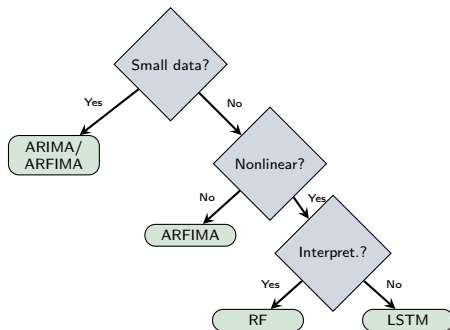 Small data?
Yes
No
ARIMA/
ARFIMA
Nonlinear?
No
Yes
ARFIMA
Interpret.?
Yes
No
RF
LSTM